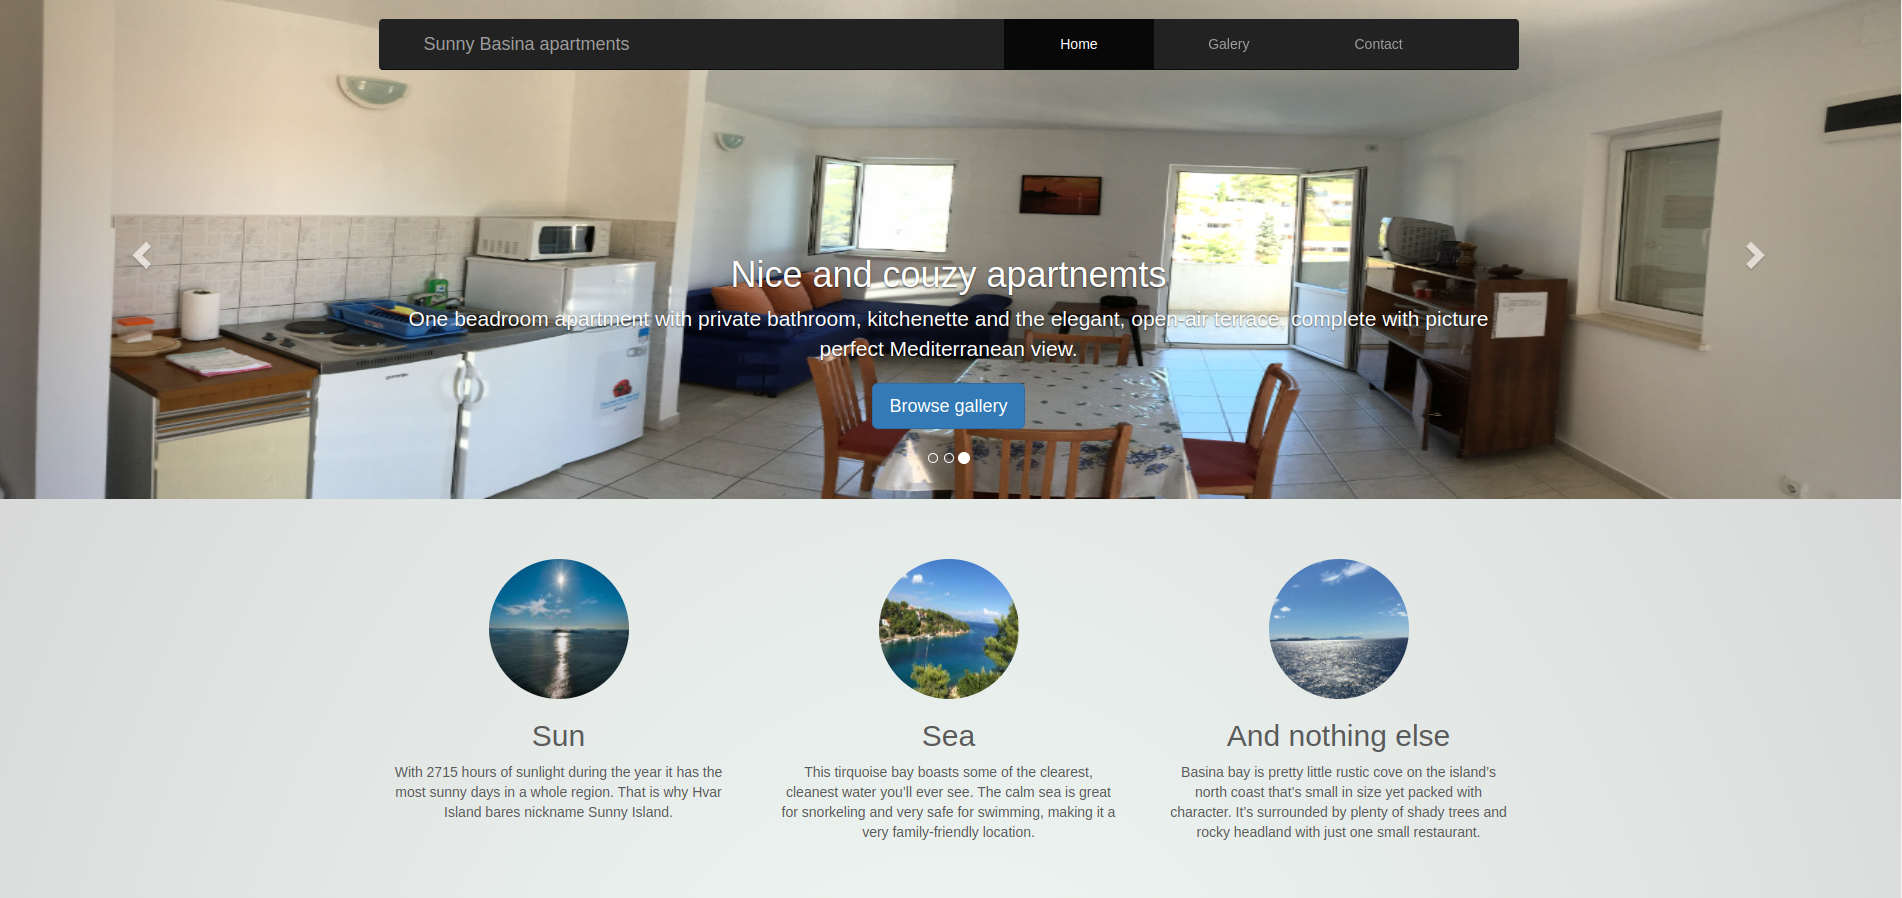 Sunny Basina apartments
Home
Galery
Contact
Nice and couzy apartnemts
One beadroom apartment with private bathroom, kitchenette and the elegant, open-air terrace, complete with picture
perfect Mediterranean view.
Browse gallery
Sun
With 2715 hours of sunlight during the year it has the
most sunny days in a whole region. That is why Hvar
Island bares nickname Sunny Island.
Sea
This tirquoise bay boasts some of the clearest,
cleanest water you’ll ever see. The calm sea is great
for snorkeling and very safe for swimming, making it a
very family-friendly location.
And nothing else
Basina bay is pretty little rustic cove on the island’s
north coast that’s small in size yet packed with
character. It’s surrounded by plenty of shady trees and
rocky headland with just one small restaurant.